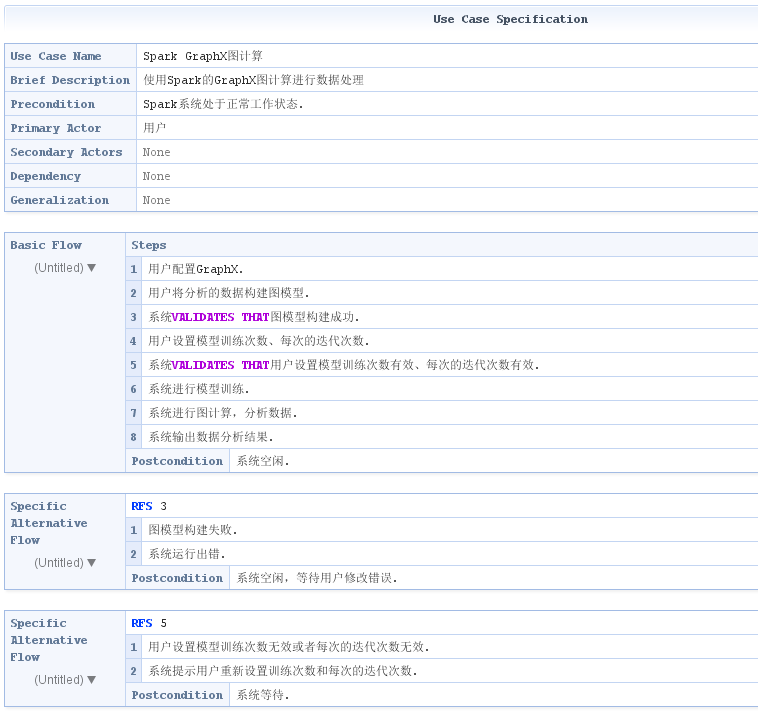 Use Case Specification
Use Case Name Spark GraphX图计算
Brief Description 使用Spark的GraphX图计算进行数据处理
Precondition Spark系统处于正常工作状态.
Primary Actor 用户
Secondary Actors None
Dependency None
Generalization None
Basic Flow Steps
(Untitled) ▼
1 用户配置GraphX.
2 用户将分析的数据构建图模型.
3 系统VALIDATES THAT图模型构建成功.
4 用户设置模型训练次数、每次的迭代次数.
5 系统VALIDATES THAT用户设置模型训练次数有效、每次的迭代次数有效.
6 系统进行模型训练.
7 系统进行图计算, 分析数据.
8 系统输出数据分析结果.
Postcondition 系统空闲.
Specific Alternative Flow RFS 3
(Untitled) ▼
1 图模型构建失败.
2 系统运行出错.
Postcondition 系统空闲, 等待用户修改错误.
Specific Alternative Flow RFS 5
(Untitled) ▼
1 用户设置模型训练次数无效或者每次的迭代次数无效.
2 系统提示用户重新设置训练次数和每次的迭代次数.
Postcondition 系统等待.